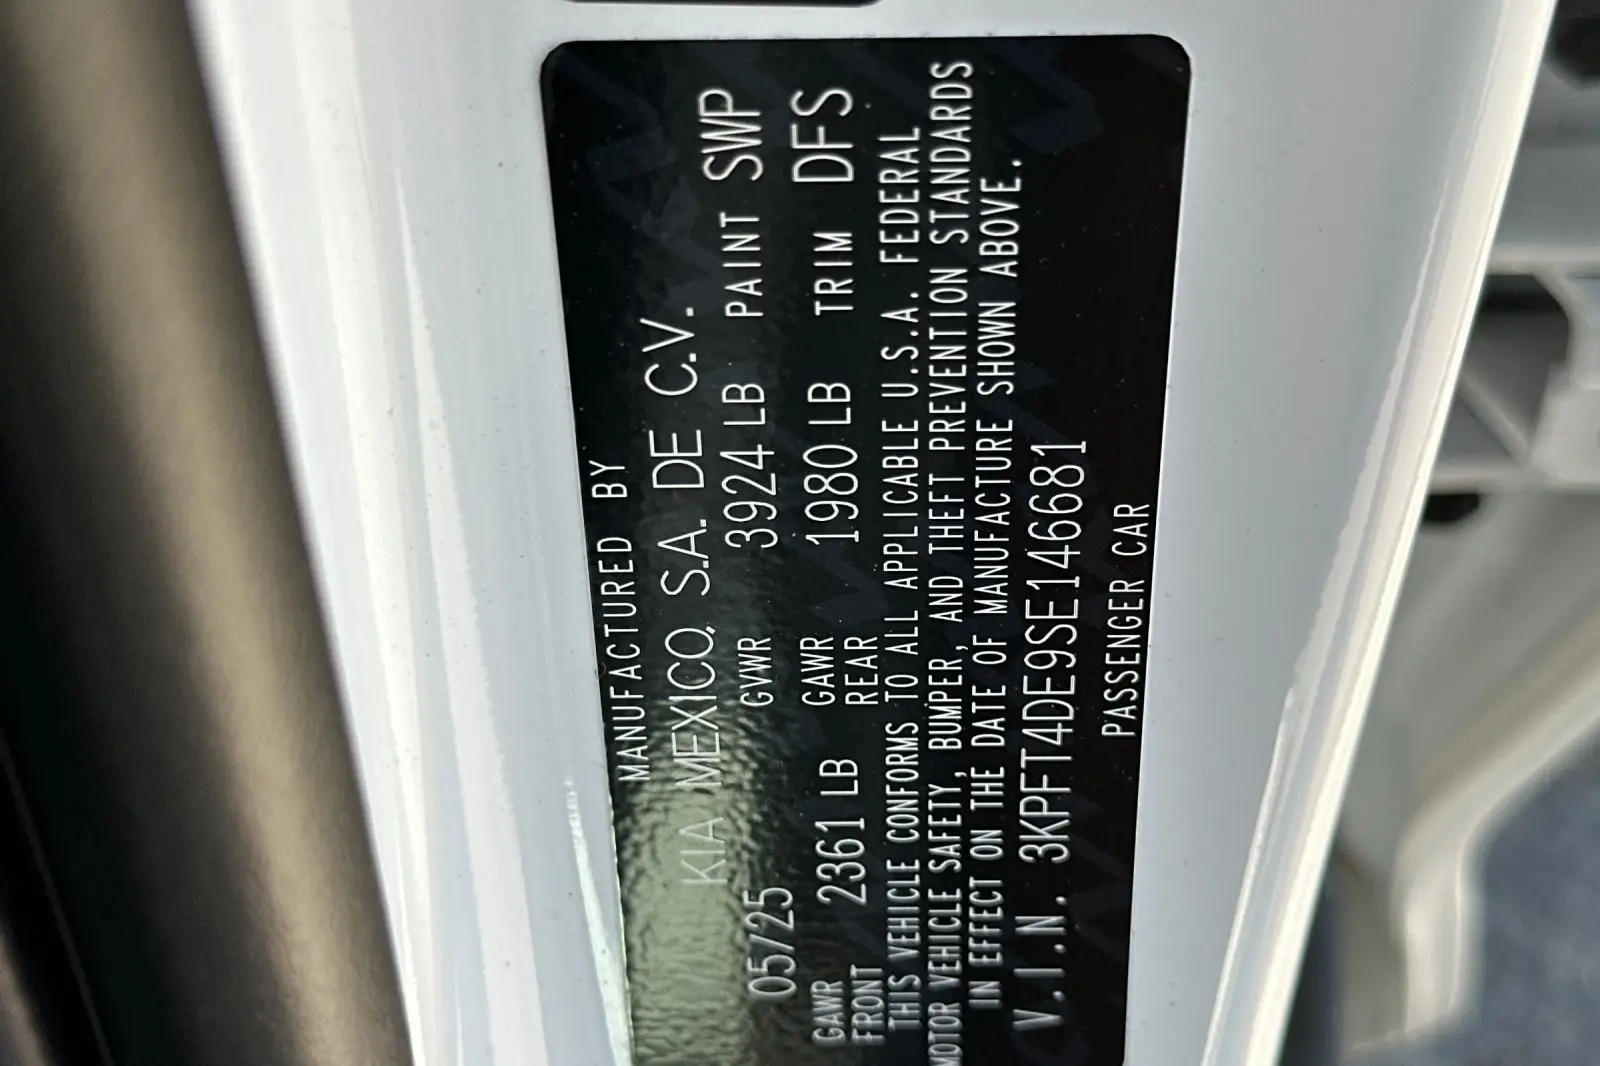 MANUFACTURED BY
KIA MEXICO, S.A. DE C.V.
05/25 GVWR 3924 LB PAINT SWP
GAWR FRONT 2361 LB GAWR REAR 1980 LB TRIM DFS
THIS VEHICLE CONFORMS TO ALL APPLICABLE U.S.A. FEDERAL
MOTOR VEHICLE SAFETY, BUMPER, AND THEFT PREVENTION STANDARDS
IN EFFECT ON THE DATE OF MANUFACTURE SHOWN ABOVE.
V.I.N. 3KPFT4DE9SE146681
PASSENGER CAR